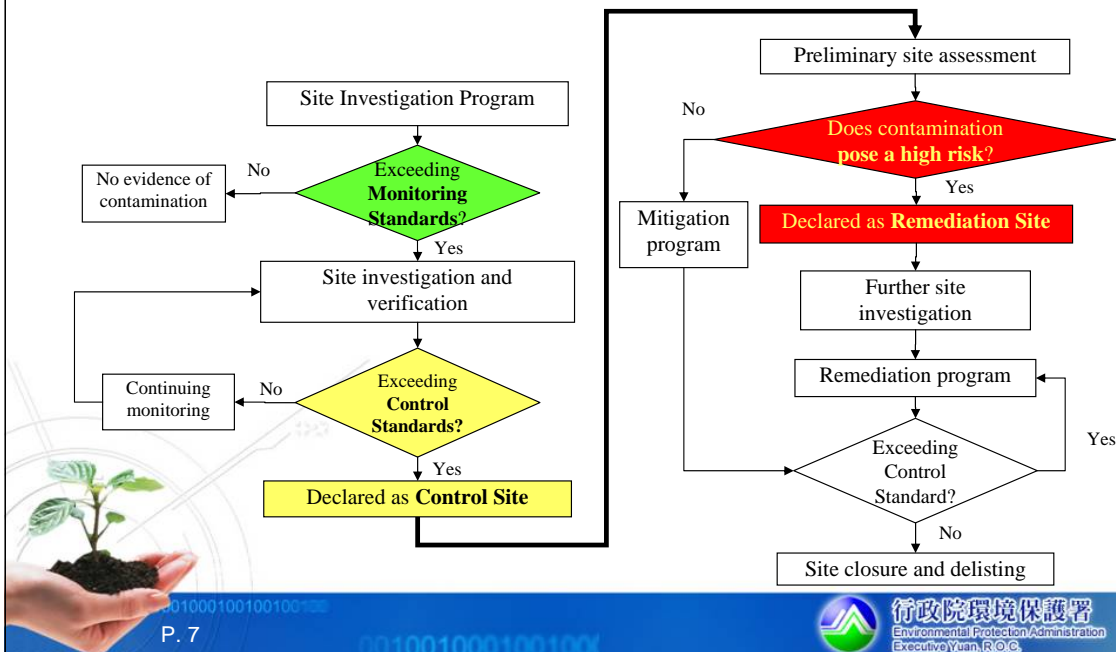 Site Investigation Program
No
Exceeding
Monitoring
Standards?
No evidence of
contamination
Yes
Site investigation and
verification
Continuing
monitoring
No
Exceeding
Control
Standards?
Yes
Declared as Control Site
Preliminary site assessment
No
Does contamination
pose a high risk?
Yes
Mitigation
program
Declared as Remediation Site
Further site
investigation
Remediation program
Yes
Exceeding
Control
Standard?
No
Site closure and delisting
P. 7
行政院環境保護署
Environmental Protection Administration
Executive Yuan, R.O.C.